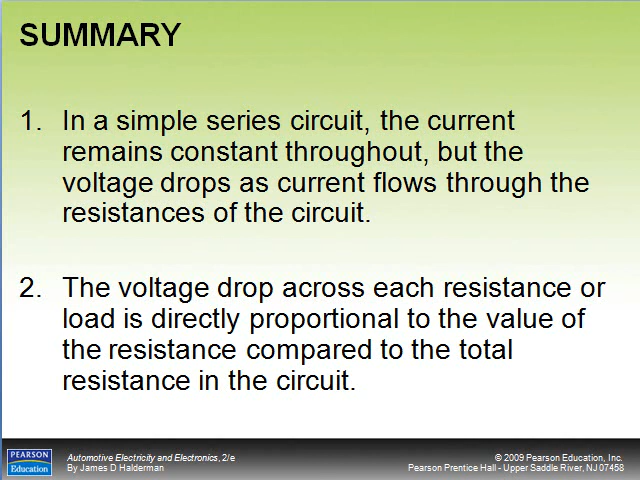 SUMMARY
1. In a simple series circuit, the current
remains constant throughout, but the
voltage drops as current flows through the
resistances of the circuit.
2. The voltage drop across each resistance or
load is directly proportional to the value of
the resistance compared to the total
resistance in the circuit.
PEARSON
Education
Automotive Electricity and Electronics, 2/e
By James D Halderman
© 2009 Pearson Education, Inc.
Pearson Prentice Hall - Upper Saddle River, NJ 07458